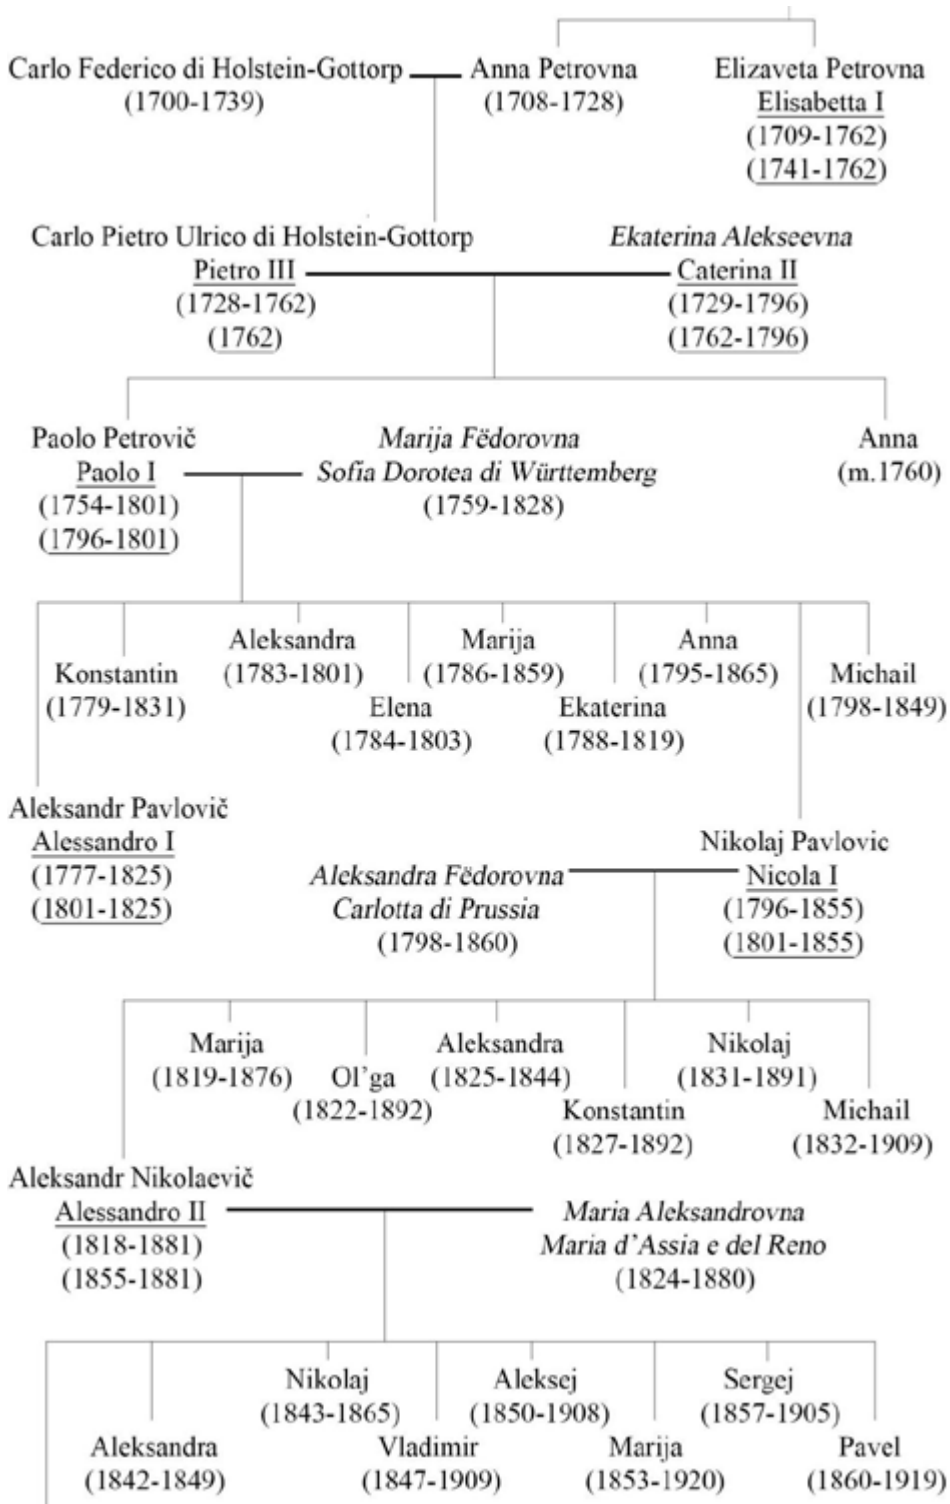 Carlo Federico di Holstein-Gottorp
(1700-1739)
Anna Petrovna
(1708-1728)
Elizaveta Petrovna
Elisabetta I
(1709-1762)
(1741-1762)
Carlo Pietro Ulrico di Holstein-Gottorp
Pietro III
(1728-1762)
(1762)
Ekaterina Alekseevna
Caterina II
(1729-1796)
(1762-1796)
Paolo Petrovič
Paolo I
(1754-1801)
(1796-1801)
Marija Fëdorovna
Sofia Dorotea di Württemberg
(1759-1828)
Anna
(m.1760)
Konstantin
(1779-1831)
Aleksandra
(1783-1801)
Elena
(1784-1803)
Marija
(1786-1859)
Ekaterina
(1788-1819)
Anna
(1795-1865)
Michail
(1798-1849)
Aleksandr Pavlovič
Alessandro I
(1777-1825)
(1801-1825)
Aleksandra Fëdorovna
Carlotta di Prussia
(1798-1860)
Nikolaj Pavlovic
Nicola I
(1796-1855)
(1801-1855)
Marija
(1819-1876)
Ol'ga
(1822-1892)
Aleksandra
(1825-1844)
Konstantin
(1827-1892)
Nikolaj
(1831-1891)
Michail
(1832-1909)
Aleksandr Nikolaevič
Alessandro II
(1818-1881)
(1855-1881)
Maria Aleksandrovna
Maria d'Assia e del Reno
(1824-1880)
Aleksandra
(1842-1849)
Nikolaj
(1843-1865)
Vladimir
(1847-1909)
Aleksej
(1850-1908)
Marija
(1853-1920)
Sergej
(1857-1905)
Pavel
(1860-1919)